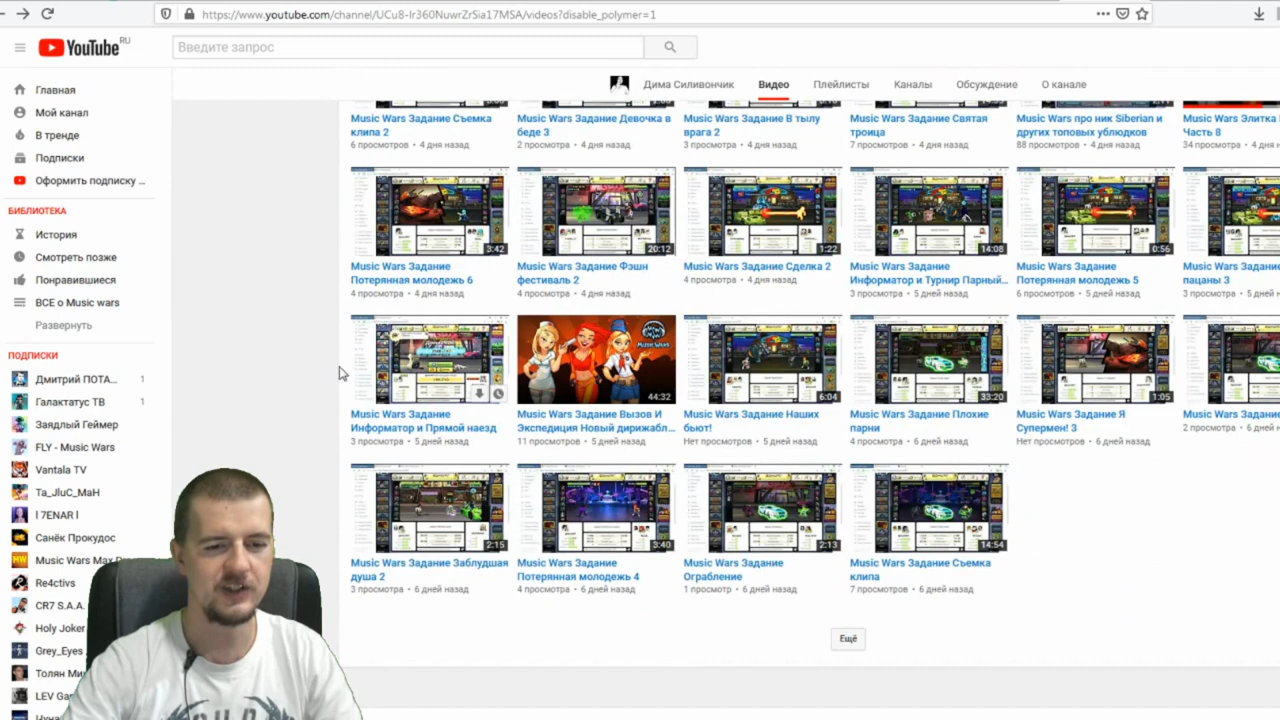 https://www.youtube.com/channel/UCu8-Ir360NuwrZrSia17MSA/videos?disable_polymer=1
YouTube RU
Введите запрос
Дима Силивончик Видео Плейлисты Каналы Обсуждение О канале
Главная
Мой канал
В тренде
Подписки
Оформить подписку ...
БИБЛИОТЕКА
История
Смотреть позже
Понравившиеся
ВСЕ о Music wars
Развернуть
ПОДПИСКИ
Дмитрий ПОТА... 1
Галактатус ТВ 1
Заядлый Геймер
FLY - Music Wars
Vantala TV
Ta_JluC_MaH
l 7ENAR l
Санёк Прокудос
Music Wars Max
Re4ctivs
CR7 S.A.A.
Holy Joker
Grey_Eyes
Толян
LEV
Music Wars Задание Съемка
клипа 2
6 просмотров • 4 дня назад
Music Wars Задание Девочка в
беде 3
2 просмотра • 4 дня назад
Music Wars Задание В тылу
врага 2
3 просмотра • 4 дня назад
Music Wars Задание Святая
троица
7 просмотров • 4 дня назад
Music Wars про ник Siberian и
других топовых ублюдков
88 просмотров • 4 дня назад
Music Wars Элитка
Часть 8
34 просмотра • 4 дня
3:42
Music Wars Задание
Потерянная молодежь 6
4 просмотра • 4 дня назад
20:12
Music Wars Задание Фэшн
фестиваль 2
4 просмотра • 4 дня назад
1:22
Music Wars Задание Сделка 2
4 просмотра • 4 дня назад
14:08
Music Wars Задание
Информатор и Турнир Парный...
3 просмотра • 5 дней назад
0:56
Music Wars Задание
Потерянная молодежь 5
6 просмотров • 5 дней назад
Music Wars Задание
пацаны 3
3 просмотра • 5 дней
Music Wars Задание
Информатор и Прямой наезд
3 просмотра • 5 дней назад
MUSIC WARS
44:32
Music Wars Задание Вызов И
Экспедиция Новый дирижабл...
11 просмотров • 5 дней назад
6:04
Music Wars Задание Наших
бьют!
Нет просмотров • 5 дней назад
33:20
Music Wars Задание Плохие
парни
4 просмотра • 6 дней назад
1:05
Music Wars Задание Я
Супермен! 3
Нет просмотров • 6 дней назад
Music Wars Задание
2 просмотра • 6 дней
2:15
Music Wars Задание Заблудшая
душа 2
3 просмотра • 6 дней назад
3:40
Music Wars Задание
Потерянная молодежь 4
4 просмотра • 6 дней назад
2:13
Music Wars Задание
Ограбление
1 просмотр • 6 дней назад
14:54
Music Wars Задание Съемка
клипа
7 просмотров • 6 дней назад
Ещё